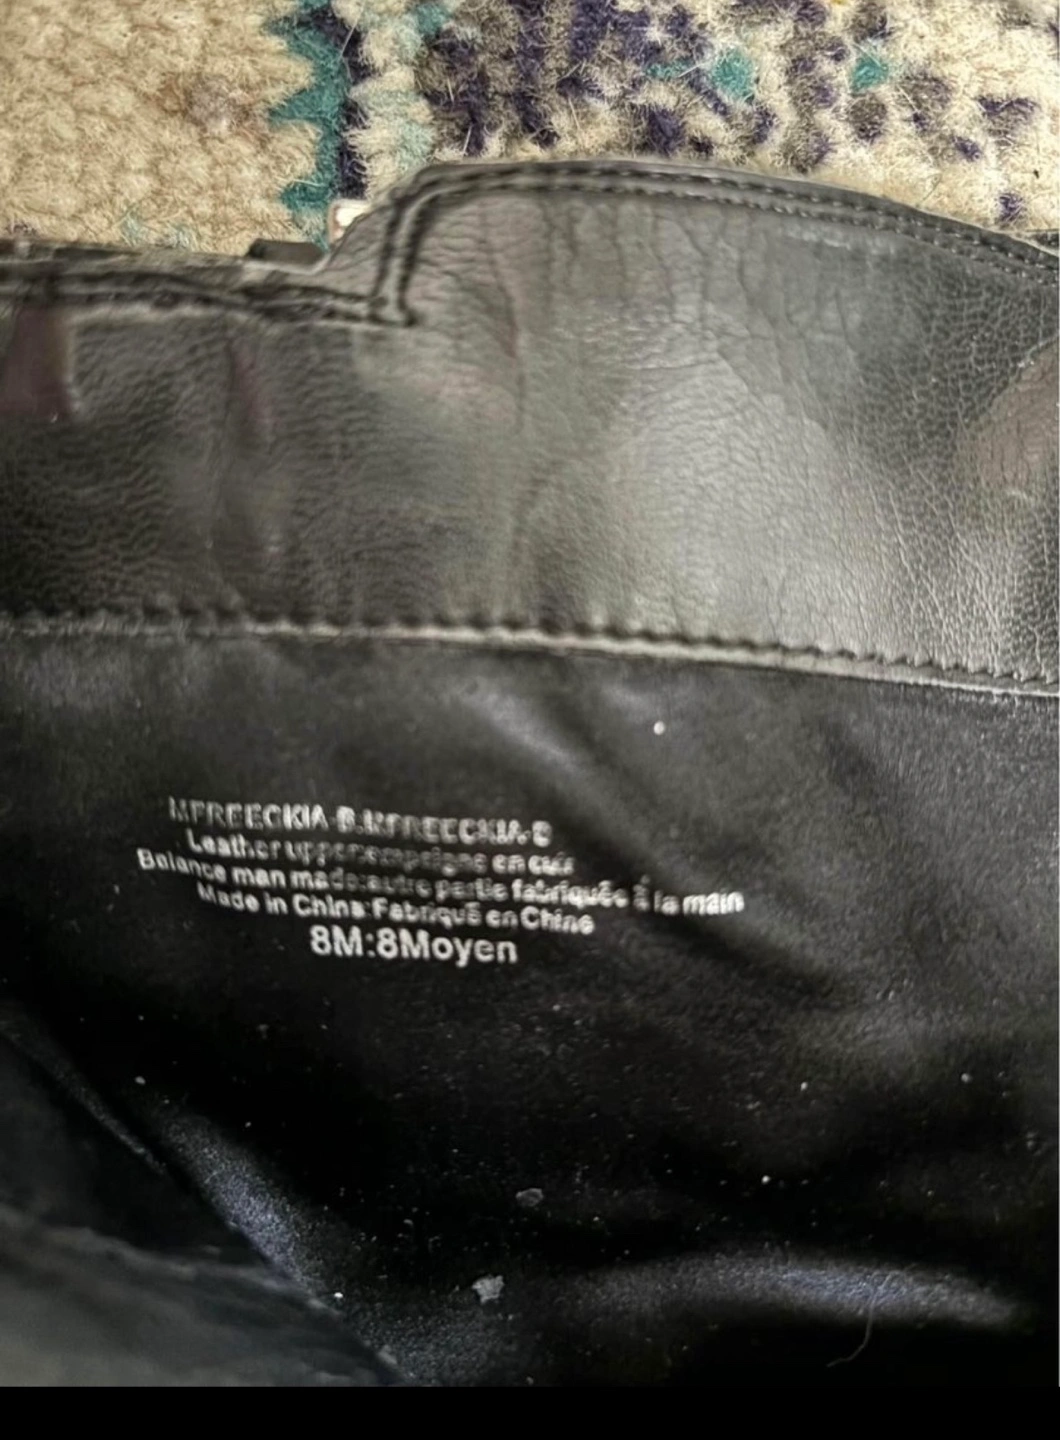 MFREECKIA-B:MFREECKIA-B
Leather upper:empeigne en cuir
Balance man made:autre partie fabriquée à la main
Made in China:Fabriqué en Chine
8M:8Moyen